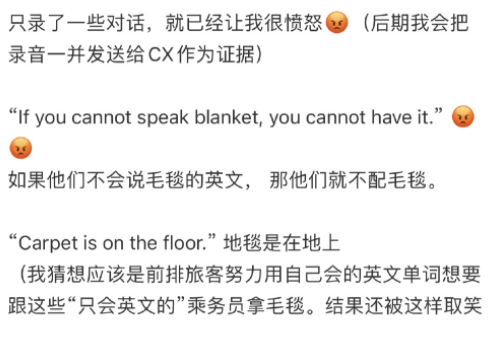 只录了一些对话，就已经让我很愤怒😡（后期我会把
录音一并发送给CX作为证据）
“If you cannot speak blanket, you cannot have it.” 😡
😡
如果他们不会说毛毯的英文， 那他们就不配毛毯。
“Carpet is on the floor.” 地毯是在地上
（我猜想应该是前排旅客努力用自己会的英文单词想要
跟这些“只会英文的”乘务员拿毛毯。结果还被这样取笑